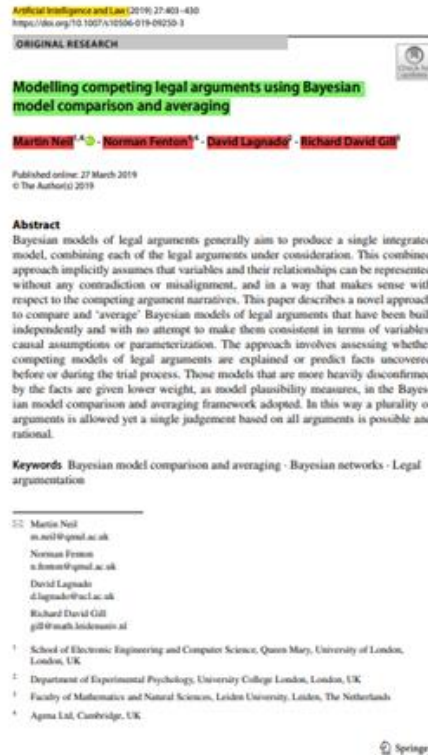 Artificial Intelligence and Law (2019) 27:403–430
https://doi.org/10.1007/s10506-019-09250-3
ORIGINAL RESEARCH
Modelling competing legal arguments using Bayesian
model comparison and averaging
Martin Neil1,4 · Norman Fenton1,4 · David Lagnado2 · Richard David Gill3
Published online: 27 March 2019
© The Author(s) 2019
Abstract
Bayesian models of legal arguments generally aim to produce a single integrated
model, combining each of the legal arguments under consideration. This combined
approach implicitly assumes that variables and their relationships can be represented
without any contradiction or misalignment, and in a way that makes sense with
respect to the competing argument narratives. This paper describes a novel approach
to compare and ‘average’ Bayesian models of legal arguments that have been built
independently and with no attempt to make them consistent in terms of variables,
causal assumptions or parameterization. The approach involves assessing whether
competing models of legal arguments are explained or predict facts uncovered
before or during the trial process. Those models that are more heavily disconfirmed
by the facts are given lower weight, as model plausibility measures, in the Bayes-
ian model comparison and averaging framework adopted. In this way a plurality of
arguments is allowed yet a single judgement based on all arguments is possible and
rational.
Keywords Bayesian model comparison and averaging · Bayesian networks · Legal
argumentation
Martin Neil
m.neil@qmul.ac.uk
Norman Fenton
n.fenton@qmul.ac.uk
David Lagnado
d.lagnado@ucl.ac.uk
Richard David Gill
gill@math.leidenuniv.nl
1 School of Electronic Engineering and Computer Science, Queen Mary, University of London,
London, UK
2 Department of Experimental Psychology, University College London, London, UK
3 Faculty of Mathematics and Natural Sciences, Leiden University, Leiden, The Netherlands
4 Agena Ltd, Cambridge, UK
Springer